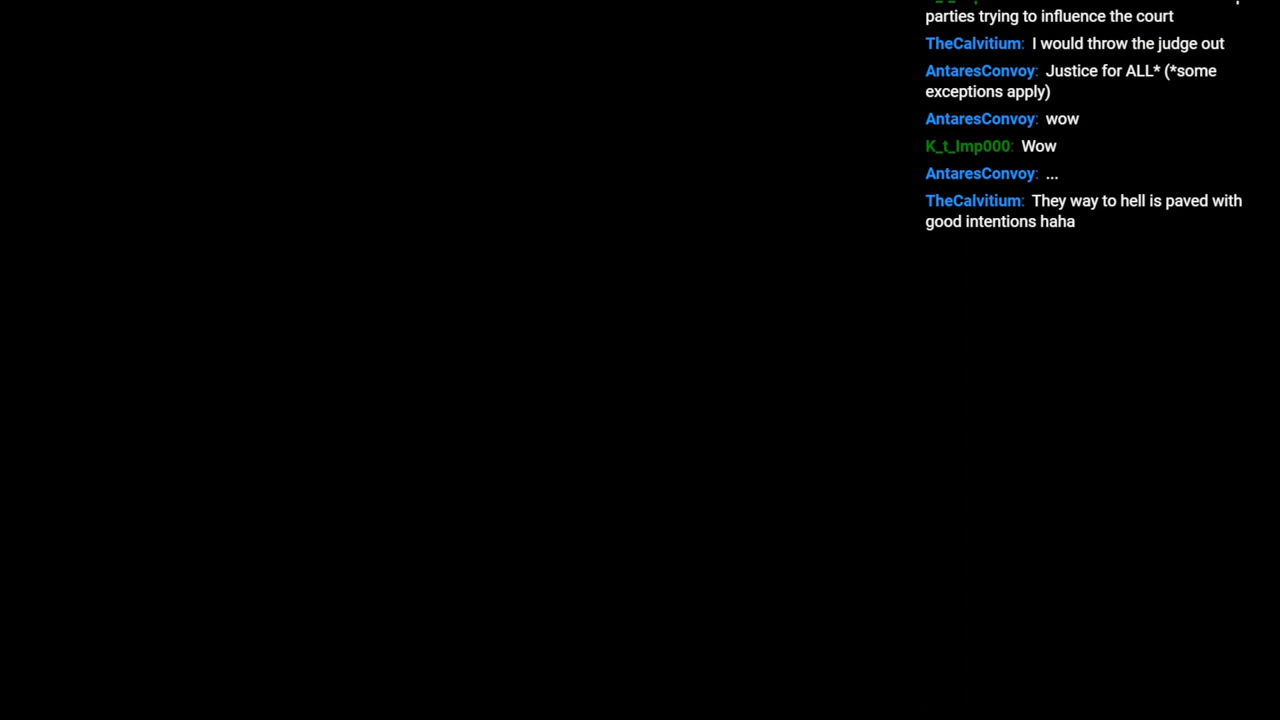 parties trying to influence the court
TheCalvitium: I would throw the judge out
AntaresConvoy: Justice for ALL* (*some
exceptions apply)
AntaresConvoy: wow
K_t_Imp000: Wow
AntaresConvoy: ...
TheCalvitium: They way to hell is paved with
good intentions haha